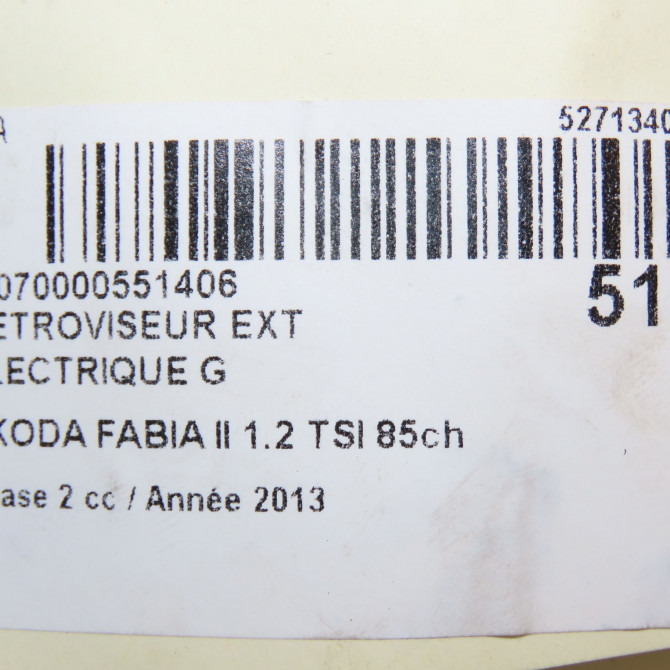 A 5271340
070000551406 51
ETROVISEUR EXT
LECTRIQUE G
KODA FABIA II 1.2 TSI 85ch
ase 2 cc / Année 2013